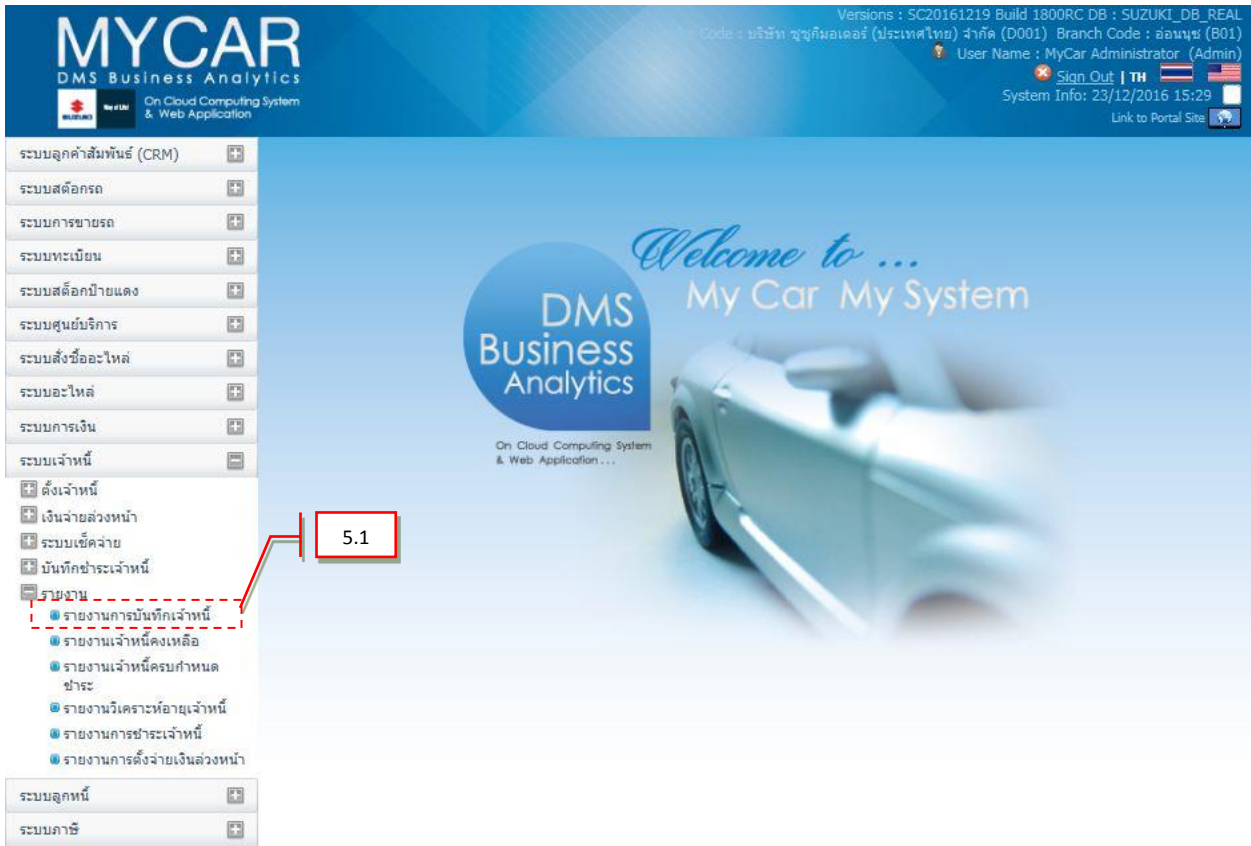 MYCAR
DMS Business Analytics
SUZUKI
Way of Life!
On Cloud Computing System
& Web Application
Versions : SC20161219 Build 1800RC DB : SUZUKI_DB_REAL
Code : บริษัท ซูซูกิมอเตอร์ (ประเทศไทย) จำกัด (D001) Branch Code : อ่อนนุช (B01)
User Name : MyCar Administrator (Admin)
Sign Out | TH
System Info: 23/12/2016 15:29
Link to Portal Site
ระบบลูกค้าสัมพันธ์ (CRM)
ระบบสต๊อกรถ
ระบบการขายรถ
ระบบทะเบียน
ระบบสต็อกป้ายแดง
ระบบศูนย์บริการ
ระบบสั่งซื้ออะไหล่
ระบบอะไหล่
ระบบการเงิน
ระบบเจ้าหนี้
ตั้งเจ้าหนี้
เงินจ่ายล่วงหน้า
ระบบเช็คจ่าย
บันทึกชำระเจ้าหนี้
รายงาน
รายงานการบันทึกเจ้าหนี้
รายงานเจ้าหนี้คงเหลือ
รายงานเจ้าหนี้ครบกำหนด
ชำระ
รายงานวิเคราะห์อายุเจ้าหนี้
รายงานการชำระเจ้าหนี้
รายงานการตั้งจ่ายเงินล่วงหน้า
ระบบลูกหนี้
ระบบภาษี
5.1
Welcome to ...
My Car My System
DMS
Business
Analytics
On Cloud Computing System
& Web Application...